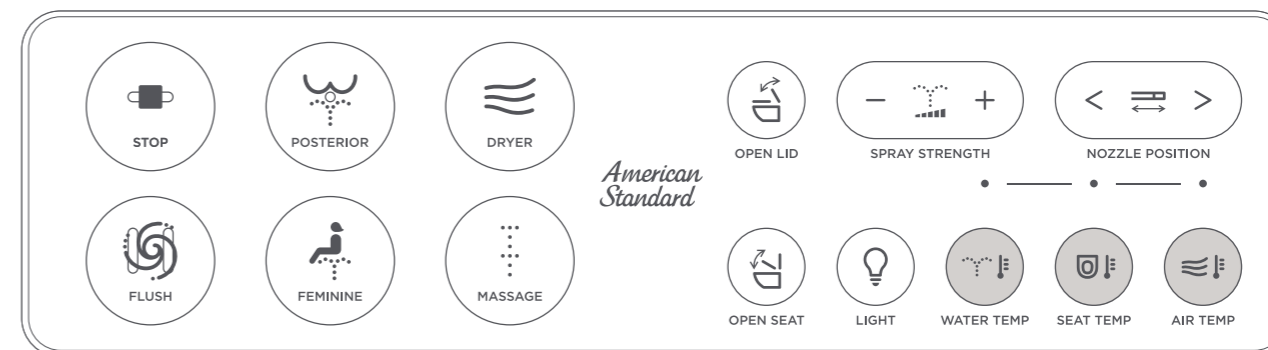 STOP
POSTERIOR
DRYER
OPEN LID
SPRAY STRENGTH
NOZZLE POSITION
American
Standard
FLUSH
FEMININE
MASSAGE
OPEN SEAT
LIGHT
WATER TEMP
SEAT TEMP
AIR TEMP